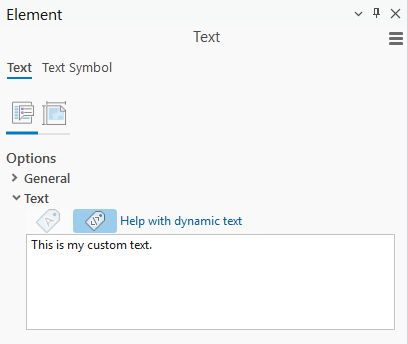 Element
Text
Text Text Symbol
Options
General
Text
Help with dynamic text
This is my custom text.